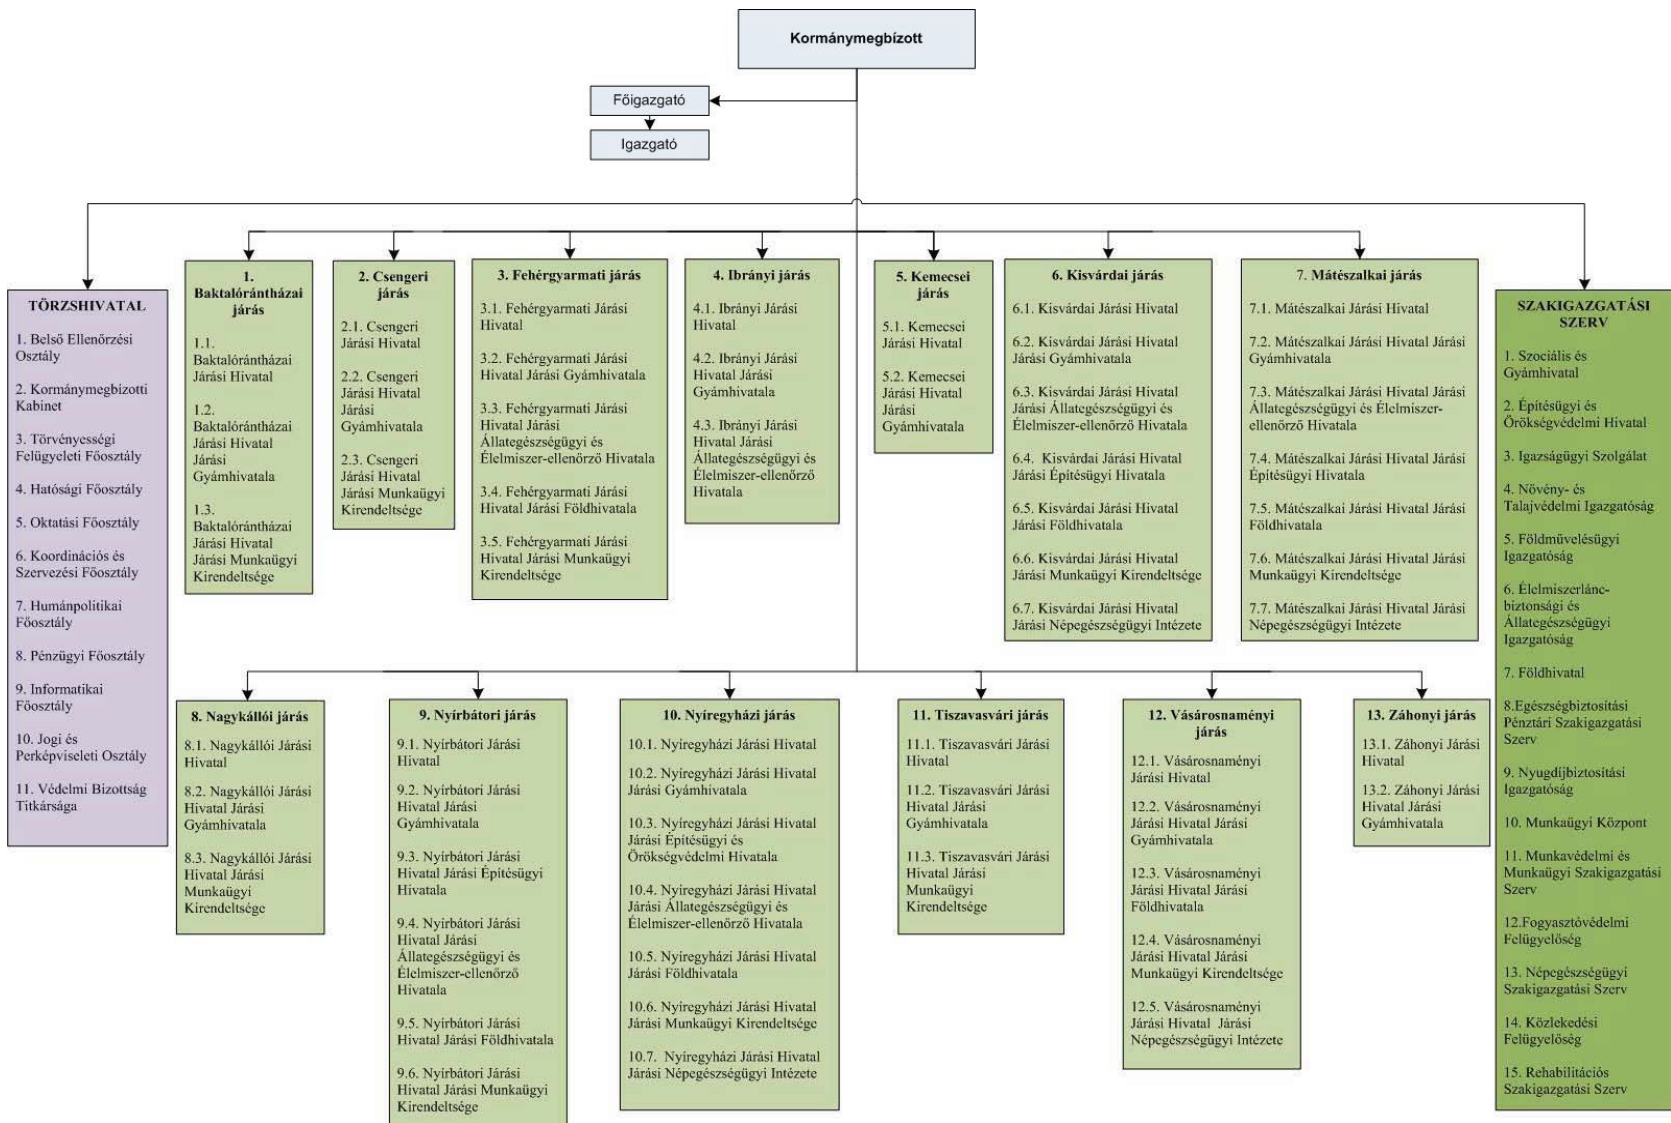 Kormánymegbízott
Főigazgató
Igazgató
TÖRZSHIVATAL
1. Belső Ellenőrzési
Osztály
2. Kormánymegbízotti
Kabinet
3. Törvényességi
Felügyeleti Főosztály
4. Hatósági Főosztály
5. Oktatási Főosztály
6. Koordinációs és
Szervezési Főosztály
7. Humánpolitikai
Főosztály
8. Pénzügyi Főosztály
9. Informatikai
Főosztály
10. Jogi és
Perképviseleti Osztály
11. Védelmi Bizottság
Titkársága
1.
Baktalórántházai
járás
1.1.
Baktalórántházai
Járási Hivatal
1.2.
Baktalórántházai
Járási Hivatal
Járási
Gyámhivatala
1.3.
Baktalórántházai
Járási Hivatal
Járási Munkaügyi
Kirendeltsége
2. Csengeri
járás
2.1. Csengeri
Járási Hivatal
2.2. Csengeri
Járási Hivatal
Járási
Gyámhivatala
2.3. Csengeri
Járási Hivatal
Járási Munkaügyi
Kirendeltsége
3. Fehérgyarmati járás
3.1. Fehérgyarmati Járási
Hivatal
3.2. Fehérgyarmati Járási
Hivatal Járási Gyámhivatala
3.3. Fehérgyarmati Járási
Hivatal Járási
Állategészségügyi és
Élelmiszer-ellenőrző Hivatala
3.4. Fehérgyarmati Járási
Hivatal Járási Földhivatala
3.5. Fehérgyarmati Járási
Hivatal Járási Munkaügyi
Kirendeltsége
4. Ibrányi járás
4.1. Ibrányi Járási
Hivatal
4.2. Ibrányi Járási
Hivatal Járási
Gyámhivatala
4.3. Ibrányi Járási
Hivatal Járási
Állategészségügyi és
Élelmiszer-ellenőrző
Hivatala
5. Kemecsei
járás
5.1. Kemecsei
Járási Hivatal
5.2. Kemecsei
Járási Hivatal
Járási
Gyámhivatala
6. Kisvárdai járás
6.1. Kisvárdai Járási Hivatal
6.2. Kisvárdai Járási Hivatal
Járási Gyámhivatala
6.3. Kisvárdai Járási Hivatal
Járási Állategészségügyi és
Élelmiszer-ellenőrző Hivatala
6.4. Kisvárdai Járási Hivatal
Járási Építésügyi Hivatala
6.5. Kisvárdai Járási Hivatal
Járási Földhivatala
6.6. Kisvárdai Járási Hivatal
Járási Munkaügyi Kirendeltsége
6.7. Kisvárdai Járási Hivatal
Járási Népegészségügyi Intézete
7. Mátészalkai járás
7.1. Mátészalkai Járási Hivatal
7.2. Mátészalkai Járási Hivatal Járási
Gyámhivatala
7.3. Mátészalkai Járási Hivatal Járási
Állategészségügyi és Élelmiszer-
ellenőrző Hivatala
7.4. Mátészalkai Járási Hivatal Járási
Építésügyi Hivatala
7.5. Mátészalkai Járási Hivatal Járási
Földhivatala
7.6. Mátészalkai Járási Hivatal Járási
Munkaügyi Kirendeltsége
7.7. Mátészalkai Járási Hivatal Járási
Népegészségügyi Intézete
8. Nagykállói járás
8.1. Nagykállói Járási
Hivatal
8.2. Nagykállói Járási
Hivatal Járási
Gyámhivatala
8.3. Nagykállói Járási
Hivatal Járási
Munkaügyi
Kirendeltsége
9. Nyírbátori járás
9.1. Nyírbátori Járási
Hivatal
9.2. Nyírbátori Járási
Hivatal Járási
Gyámhivatala
9.3. Nyírbátori Járási
Hivatal Járási Építésügyi
Hivatala
9.4. Nyírbátori Járási
Hivatal Járási
Állategészségügyi és
Élelmiszer-ellenőrző
Hivatala
9.5. Nyírbátori Járási
Hivatal Járási Földhivatala
9.6. Nyírbátori Járási
Hivatal Járási Munkaügyi
Kirendeltsége
10. Nyíregyházi járás
10.1. Nyíregyházi Járási Hivatal
10.2. Nyíregyházi Járási Hivatal
Járási Gyámhivatala
10.3. Nyíregyházi Járási Hivatal
Járási Építésügyi és
Örökségvédelmi Hivatala
10.4. Nyíregyházi Járási Hivatal
Járási Állategészségügyi és
Élelmiszer-ellenőrző Hivatala
10.5. Nyíregyházi Járási Hivatal
Járási Földhivatala
10.6. Nyíregyházi Járási Hivatal
Járási Munkaügyi Kirendeltsége
10.7. Nyíregyházi Járási Hivatal
Járási Népegészségügyi Intézete
11. Tiszavasvári járás
11.1. Tiszavasvári Járási
Hivatal
11.2. Tiszavasvári Járási
Hivatal Járási
Gyámhivatala
11.3. Tiszavasvári Járási
Hivatal Járási
Munkaügyi
Kirendeltsége
12. Vásárosnaményi
járás
12.1. Vásárosnaményi
Járási Hivatal
12.2. Vásárosnaményi
Járási Hivatal Járási
Gyámhivatala
12.3. Vásárosnaményi
Járási Hivatal Járási
Földhivatala
12.4. Vásárosnaményi
Járási Hivatal Járási
Munkaügyi Kirendeltsége
12.5. Vásárosnaményi
Járási Hivatal Járási
Népegészségügyi Intézete
13. Záhonyi járás
13.1. Záhonyi Járási
Hivatal
13.2. Záhonyi Járási
Hivatal Járási
Gyámhivatala
SZAKIGAZGATÁSI
SZERV
1. Szociális és
Gyámhivatal
2. Építésügyi és
Örökségvédelmi Hivatal
3. Igazságügyi Szolgálat
4. Növény- és
Talajvédelmi Igazgatóság
5. Földművelésügyi
Igazgatóság
6. Élelmiszerlánc-
biztonsági és
Állategészségügyi
Igazgatóság
7. Földhivatal
8.Egészségbiztosítási
Pénztári Szakigazgatási
Szerv
9. Nyugdíjbiztosítási
Igazgatóság
10. Munkaügyi Központ
11. Munkavédelmi és
Munkaügyi Szakigazgatási
Szerv
12.Fogyasztóvédelmi
Felügyelőség
13. Népegészségügyi
Szakigazgatási Szerv
14. Közlekedési
Felügyelőség
15. Rehabilitációs
Szakigazgatási Szerv